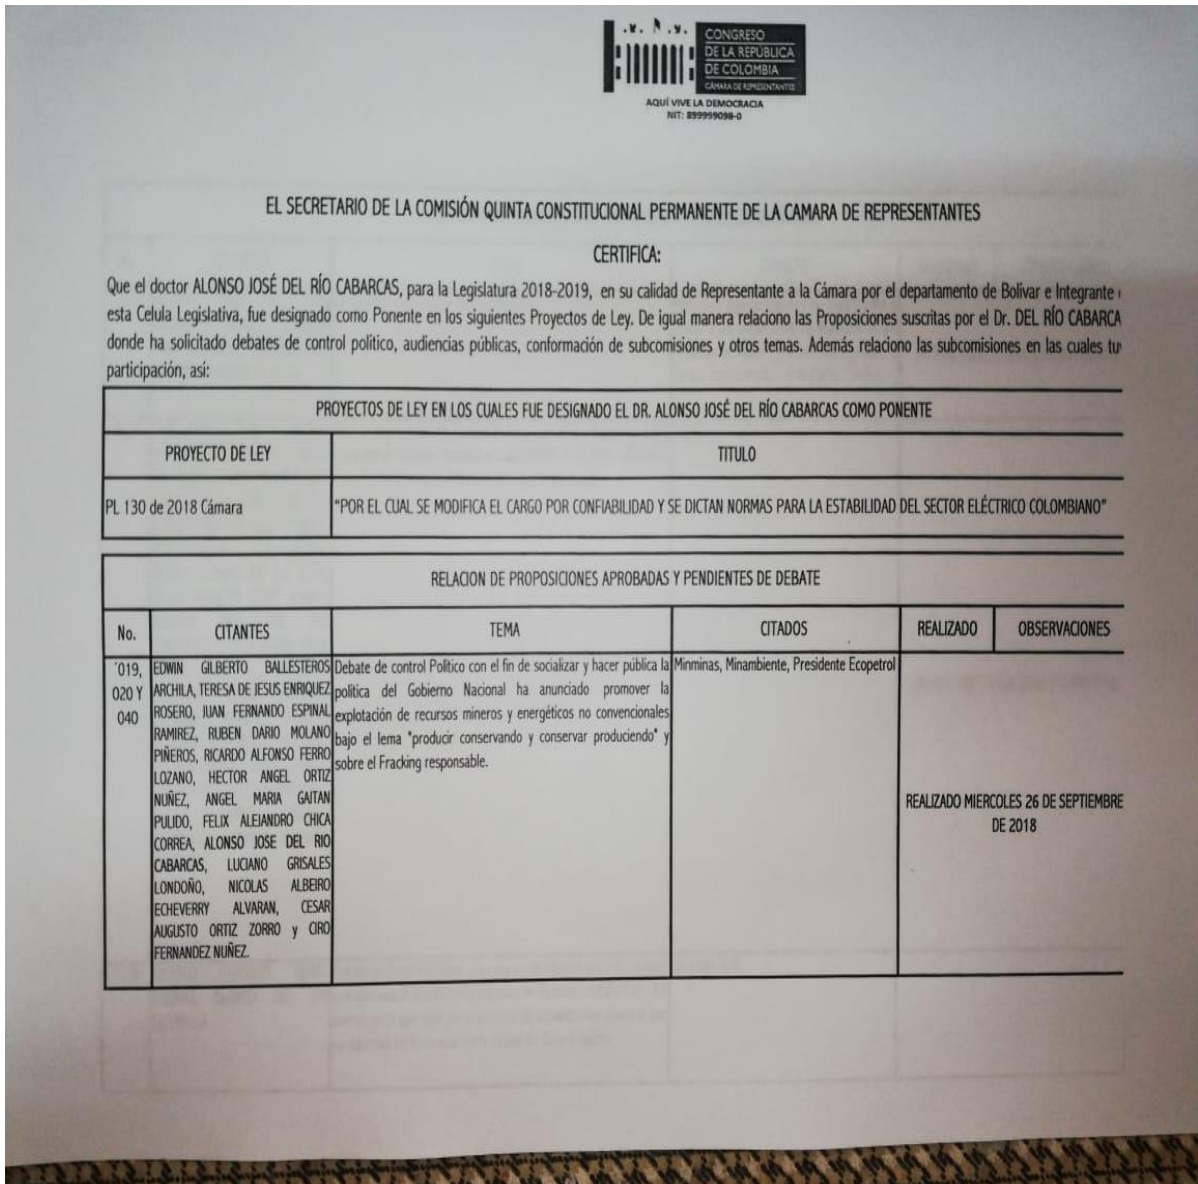 CONGRESO
DE LA REPÚBLICA
DE COLOMBIA
CÁMARA DE REPRESENTANTES
AQUÍ VIVE LA DEMOCRACIA
NIT: 899999098-0
EL SECRETARIO DE LA COMISIÓN QUINTA CONSTITUCIONAL PERMANENTE DE LA CAMARA DE REPRESENTANTES
CERTIFICA:
Que el doctor ALONSO JOSÉ DEL RÍO CABARCAS, para la Legislatura 2018-2019, en su calidad de Representante a la Cámara por el departamento de Bolivar e Integrante
esta Celula Legislativa, fue designado como Ponente en los siguientes Proyectos de Ley. De igual manera relaciono las Proposiciones suscritas por el Dr. DEL RÍO CABARCA
donde ha solicitado debates de control político, audiencias públicas, conformación de subcomisiones y otros temas. Además relaciono las subcomisiones en las cuales tu
participación, así:
PROYECTOS DE LEY EN LOS CUALES FUE DESIGNADO EL DR. ALONSO JOSÉ DEL RÍO CABARCAS COMO PONENTE
PROYECTO DE LEY
TITULO
PL 130 de 2018 Cámara
"POR EL CUAL SE MODIFICA EL CARGO POR CONFIABILIDAD Y SE DICTAN NORMAS PARA LA ESTABILIDAD DEL SECTOR ELÉCTRICO COLOMBIANO"
RELACION DE PROPOSICIONES APROBADAS Y PENDIENTES DE DEBATE
No.
CITANTES
TEMA
CITADOS
REALIZADO
OBSERVACIONES
019,
020 Y
040
EDWIN GILBERTO BALLESTEROS
ARCHILA, TERESA DE JESUS ENRIQUEZ
ROSERO, JUAN FERNANDO ESPINAL
RAMIREZ, RUBEN DARIO MOLANO
PIÑEROS, RICARDO ALFONSO FERRO
LOZANO, HECTOR ANGEL ORTIZ
NUÑEZ, ANGEL MARIA GAITAN
PULIDO, FELIX ALEJANDRO CHICA
CORREA, ALONSO JOSE DEL RIO
CABARCAS, LUCIANO GRISALES
LONDOÑO, NICOLAS ALBEIRO
ECHEVERRY ALVARAN, CESAR
AUGUSTO ORTIZ ZORRO y CIRO
FERNANDEZ NUÑEZ.
Debate de control Político con el fin de socializar y hacer pública la
política del Gobierno Nacional ha anunciado promover la
explotación de recursos mineros y energéticos no convencionales
bajo el lema "producir conservando y conservar produciendo" y
sobre el Fracking responsable.
Minminas, Minambiente, Presidente Ecopetrol
REALIZADO MIERCOLES 26 DE SEPTIEMBRE
DE 2018